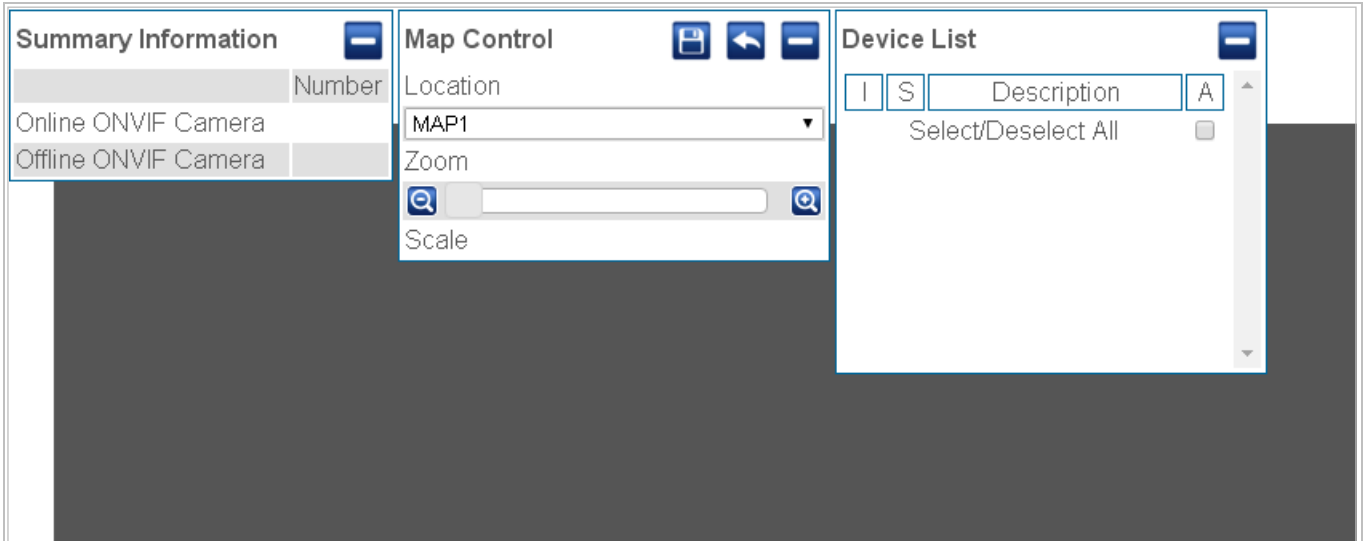 Summary Information
Number
Online ONVIF Camera
Offline ONVIF Camera
Map Control
Location
MAP1
Zoom
Scale
Device List
I S Description A
Select/Deselect All